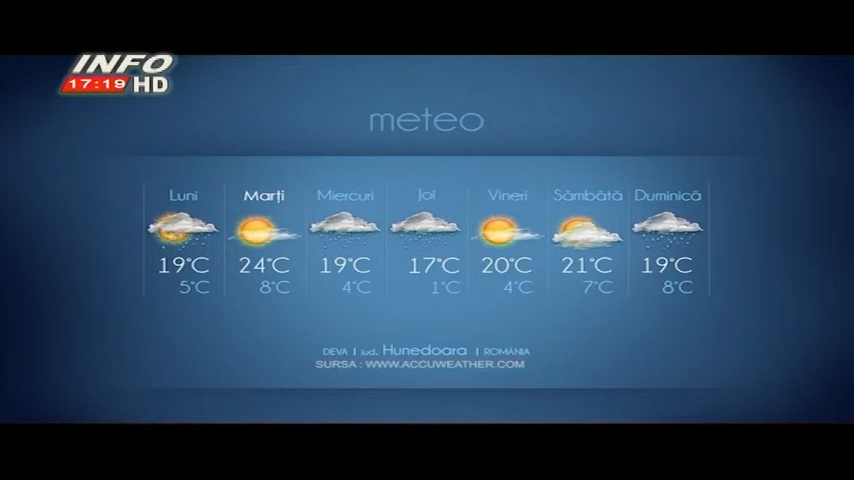 INFO
17:19 HD
meteo
Luni Marți Miercuri Joi Vineri Sâmbătă Duminică
19°C 24°C 19°C 17°C 20°C 21°C 19°C
5°C 8°C 4°C 1°C 4°C 7°C 8°C
DEVA | jud. Hunedoara | ROMÂNIA
SURSA : WWW.ACCUWEATHER.COM